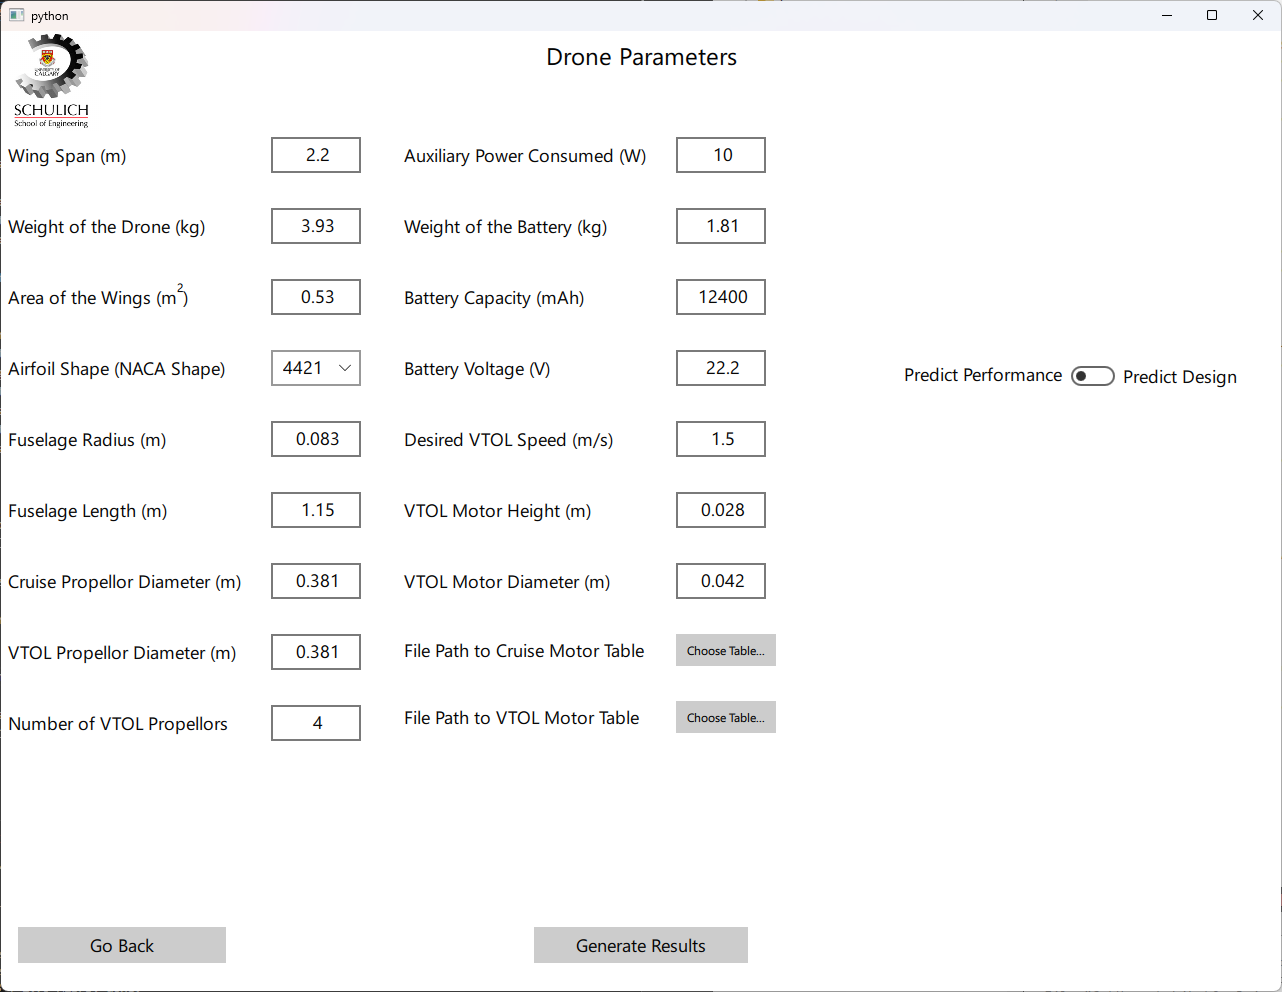 python
UNIVERSITY OF
CALGARY
SCHULICH
School of Engineering
Drone Parameters
Wing Span (m) 2.2
Weight of the Drone (kg) 3.93
Area of the Wings (m²) 0.53
Airfoil Shape (NACA Shape) 4421
Fuselage Radius (m) 0.083
Fuselage Length (m) 1.15
Cruise Propellor Diameter (m) 0.381
VTOL Propellor Diameter (m) 0.381
Number of VTOL Propellors 4
Auxiliary Power Consumed (W) 10
Weight of the Battery (kg) 1.81
Battery Capacity (mAh) 12400
Battery Voltage (V) 22.2
Desired VTOL Speed (m/s) 1.5
VTOL Motor Height (m) 0.028
VTOL Motor Diameter (m) 0.042
File Path to Cruise Motor Table Choose Table...
File Path to VTOL Motor Table Choose Table...
Predict Performance Predict Design
Go Back
Generate Results